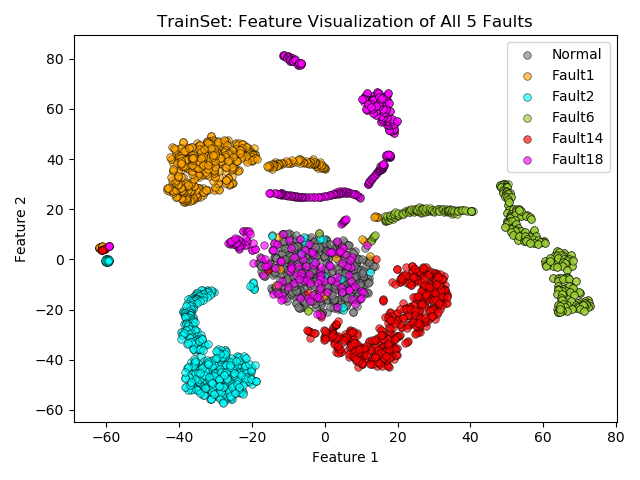 TrainSet: Feature Visualization of All 5 Faults
Normal
Fault1
Fault2
Fault6
Fault14
Fault18
80
60
40
20
0
−20
−40
−60
Feature 2
−60 −40 −20 0 20 40 60 80
Feature 1